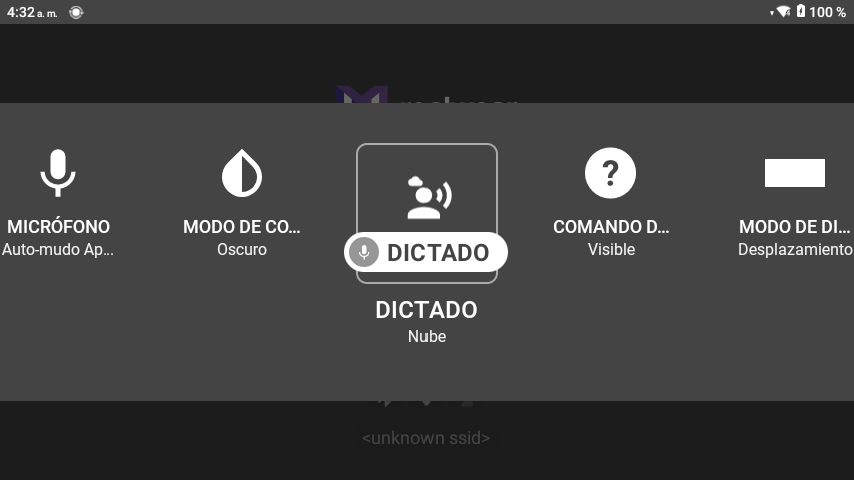 4:32 a. m.
100 %
MICRÓFONO
Auto-mudo Ap...
MODO DE CO...
Oscuro
DICTADO
DICTADO
Nube
COMANDO D...
Visible
MODO DE DI...
Desplazamiento
<unknown ssid>